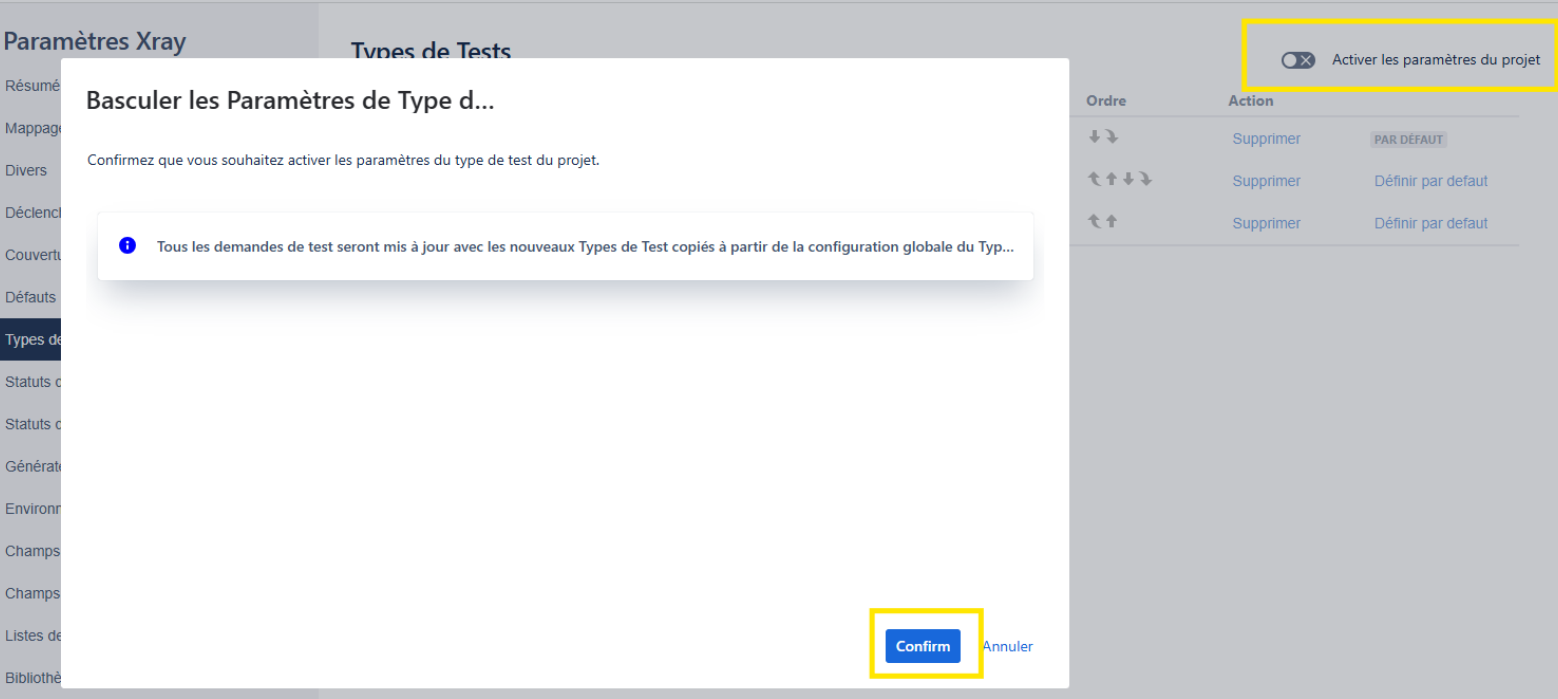 Paramètres Xray
Résumé
Mappage
Divers
Déclencl
Couvertu
Défauts
Types de
Statuts d
Statuts d
Générate
Environn
Champs
Champs
Listes de
Bibliothè
Types de Tests
Activer les paramètres du projet
Ordre Action
Supprimer PAR DÉFAUT
Supprimer Définir par defaut
Supprimer Définir par defaut
Basculer les Paramètres de Type d...
Confirmez que vous souhaitez activer les paramètres du type de test du projet.
Tous les demandes de test seront mis à jour avec les nouveaux Types de Test copiés à partir de la configuration globale du Typ...
Confirm Annuler